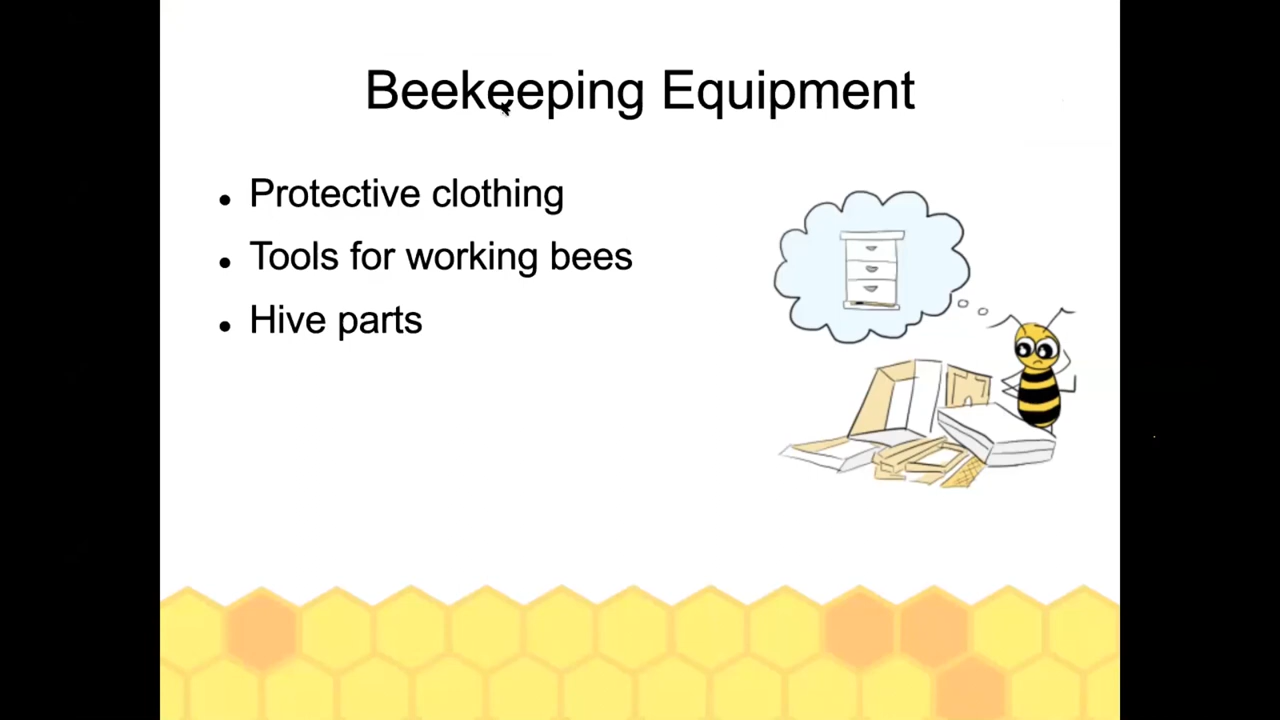 Beekeeping Equipment
Protective clothing
Tools for working bees
Hive parts